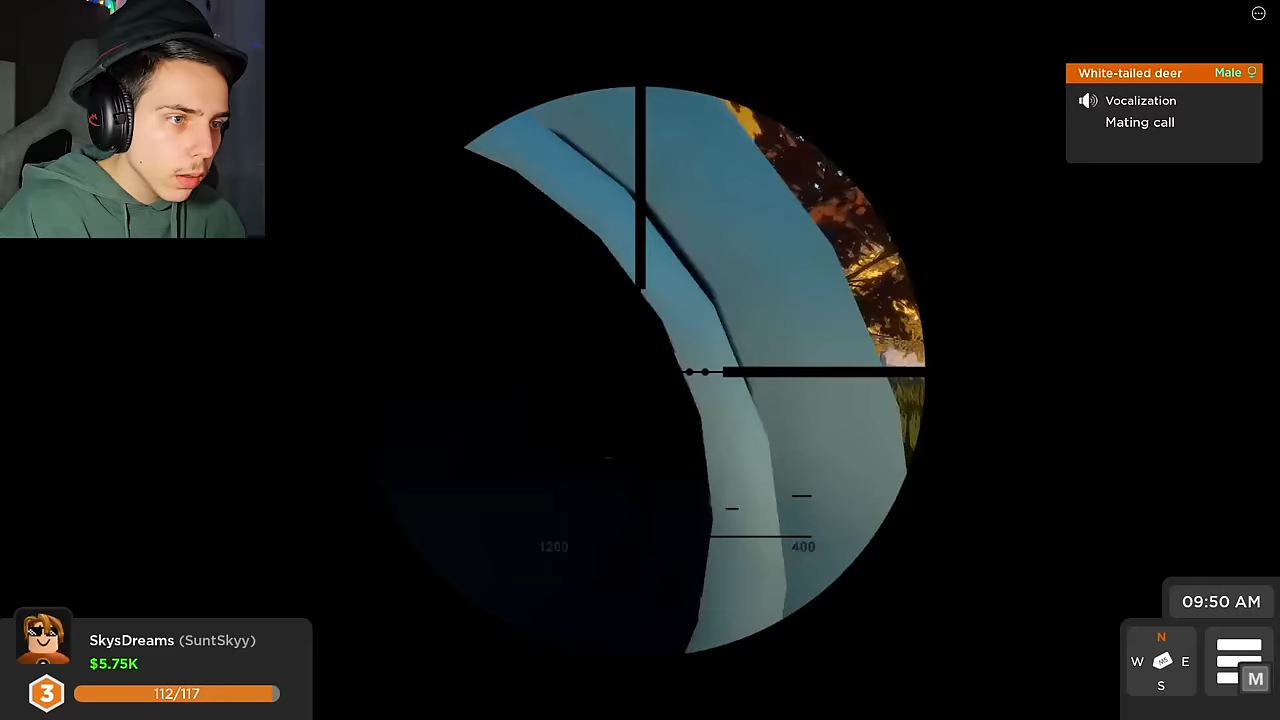 White-tailed deer Male
Vocalization
Mating call
1200
400
SkysDreams (SuntSkyy)
$5.75K
3
112/117
09:50 AM
N
W E
S
M